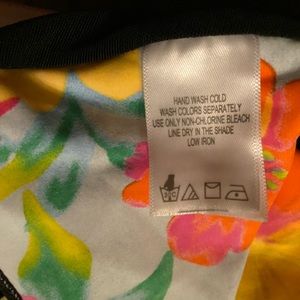 HAND WASH COLD
WASH COLORS SEPARATELY
USE ONLY NON-CHLORINE BLEACH
LINE DRY IN THE SHADE
LOW IRON